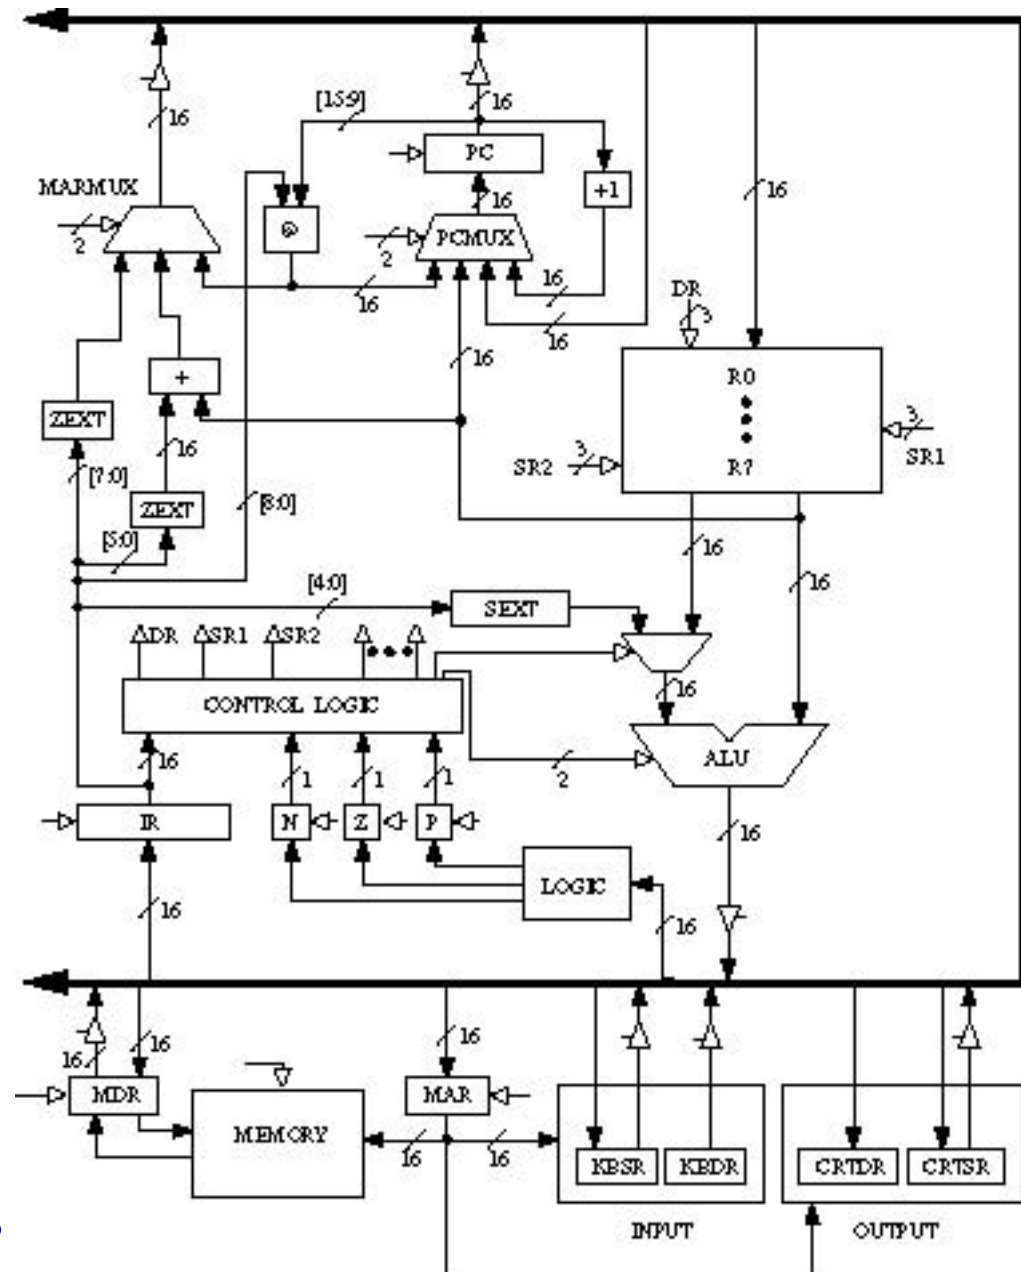 [15:9]
16
16
PC
MARMUX
+1
16
16
@
2
PCMUX
2
16
16
16
DR
3
16
R0
+
ZEXT
3
SR1
SR2
3
R7
16
[7:0]
[8:0]
ZEXT
[5:0]
16
16
[4:0]
SEXT
DR
SR1
SR2
16
CONTROL LOGIC
16
1
1
1
2
ALU
IR
N
Z
P
16
LOGIC
16
16
16
16
16
MDR
MAR
MEMORY
16
16
KBSR
KBDR
CRTDR
CRTSR
INPUT
OUTPUT